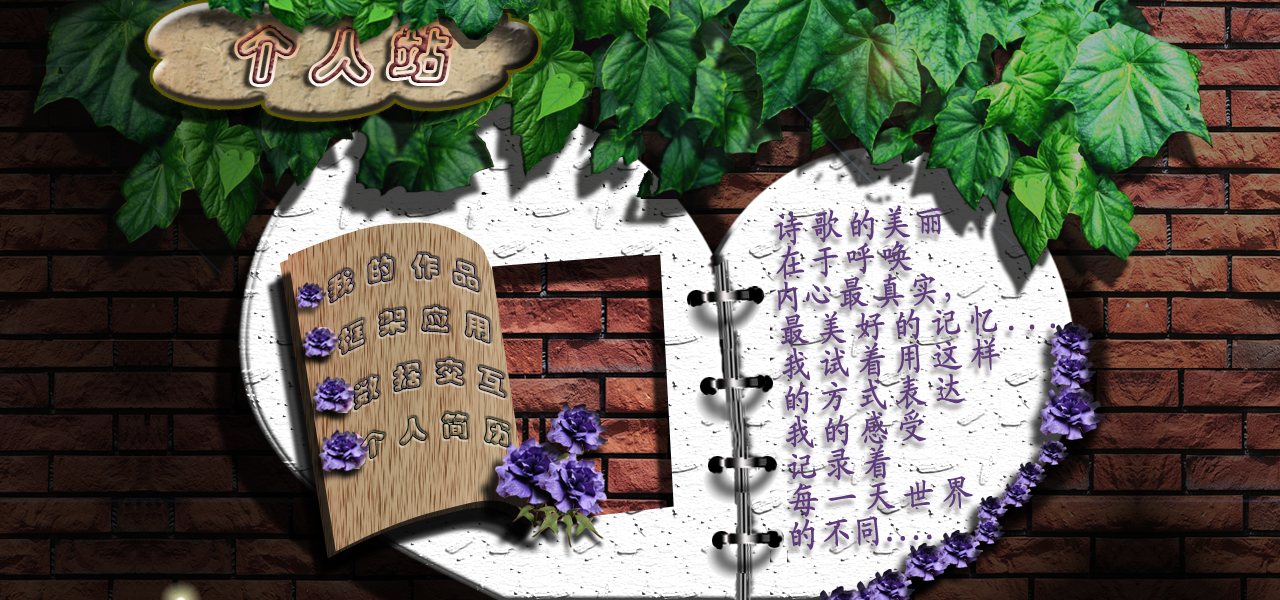 个人站
我的作品
框架应用
数据交互
个人简历
诗歌的美丽
在于呼唤
内心最真实，
最美好的记忆...
我试着用这样
的方式表达
我的感受
记录着
每一天世界
的不同....